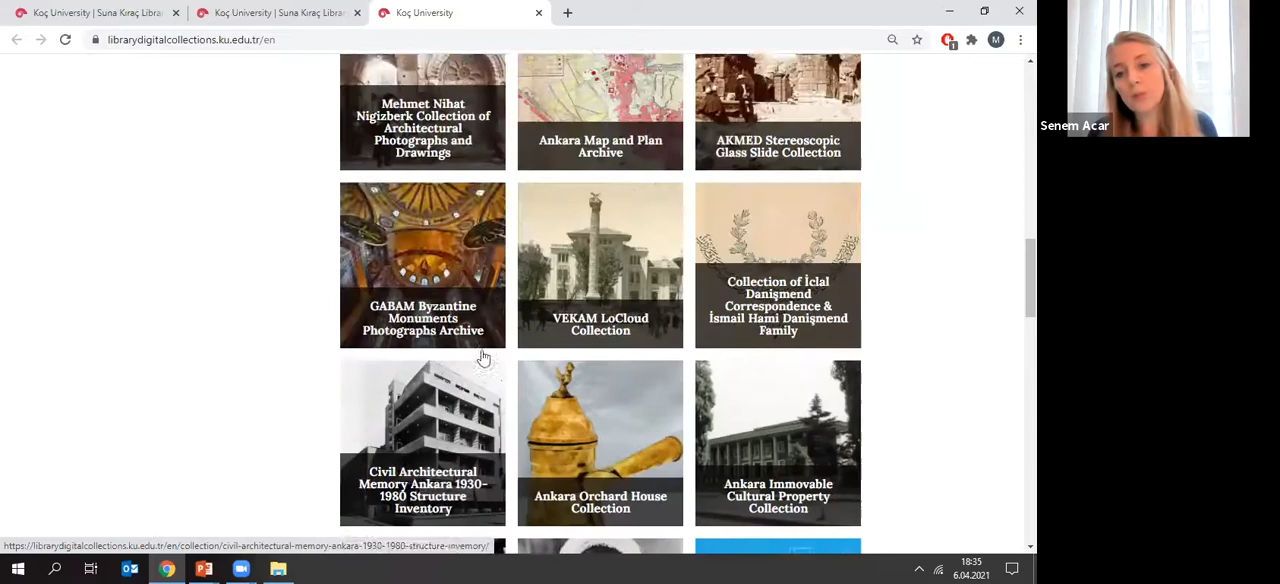 Koç University | Suna Kıraç Libra
Koç University | Suna Kıraç Libra
Koç University
librarydigitalcollections.ku.edu.tr/en
1
M
Senem Acar
Mehmet Nihat
Nigizberk Collection of
Architectural
Photographs and
Drawings
Ankara Map and Plan
Archive
AKMED Stereoscopic
Glass Slide Collection
GABAM Byzantine
Monuments
Photographs Archive
VEKAM LoCloud
Collection
Collection of İclal
Danişmend
Correspondence &
İsmail Hami Danişmend
Family
Civil Architectural
Memory Ankara 1930-
1980 Structure
Inventory
Ankara Orchard House
Collection
Ankara Immovable
Cultural Property
Collection
https://librarydigitalcollections.ku.edu.tr/en/collection/civil-architectural-memory-ankara-1930-1980-structure-inventory/
18:35
6.04.2021